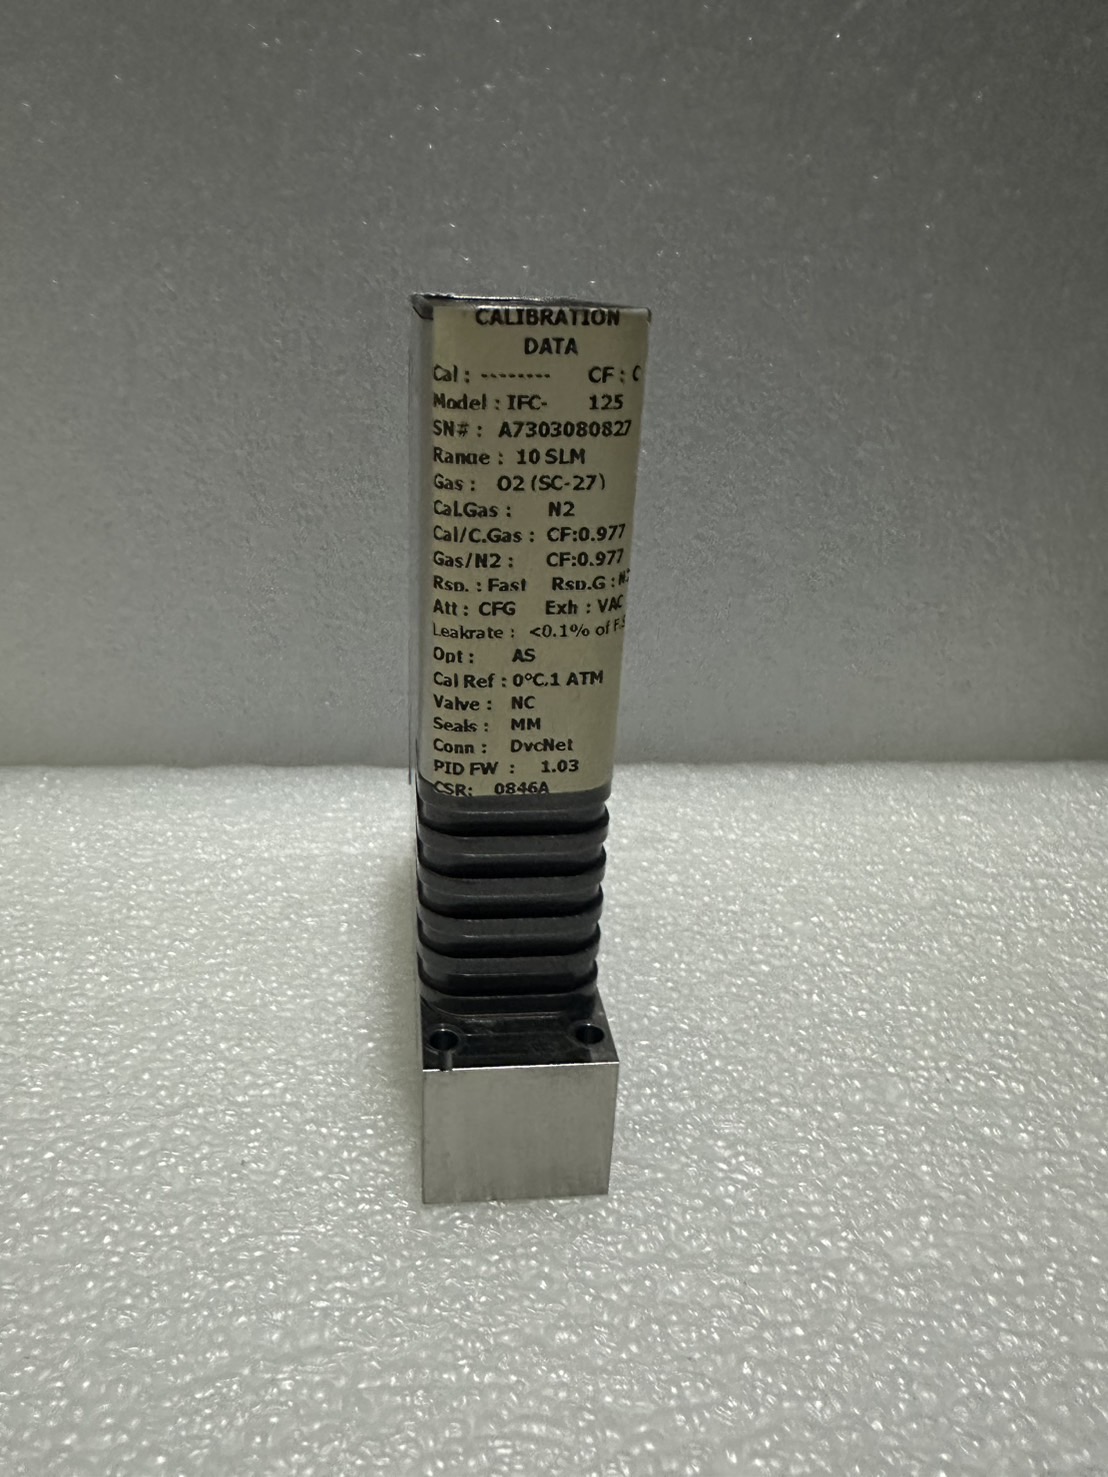 CALIBRATION
DATA
Cal : -------- CF : C
Model : IFC- 125
SN# : A7303080827
Range : 10 SLM
Gas : O2 (SC-27)
Cal.Gas : N2
Cal/C.Gas : CF:0.977
Gas/N2 : CF:0.977
Rsp. : Fast Rsp.G : N2
Att : CFG Exh : VAC
Leakrate : <0.1% of F.S
Opt : AS
Cal Ref : 0°C.1 ATM
Valve : NC
Seals : MM
Conn : DvcNet
PID FW : 1.03
CSR: 0846A